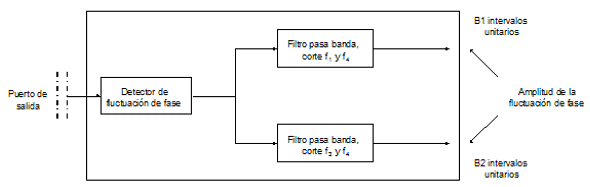 B1 intervalos
unitarios
Filtro pasa banda,
corte f1 y f4
Puerto de
salida
Detector de
fluctuación de fase
Amplitud de la
fluctuación de fase
Filtro pasa banda,
corte f3 y f4
B2 intervalos
unitarios